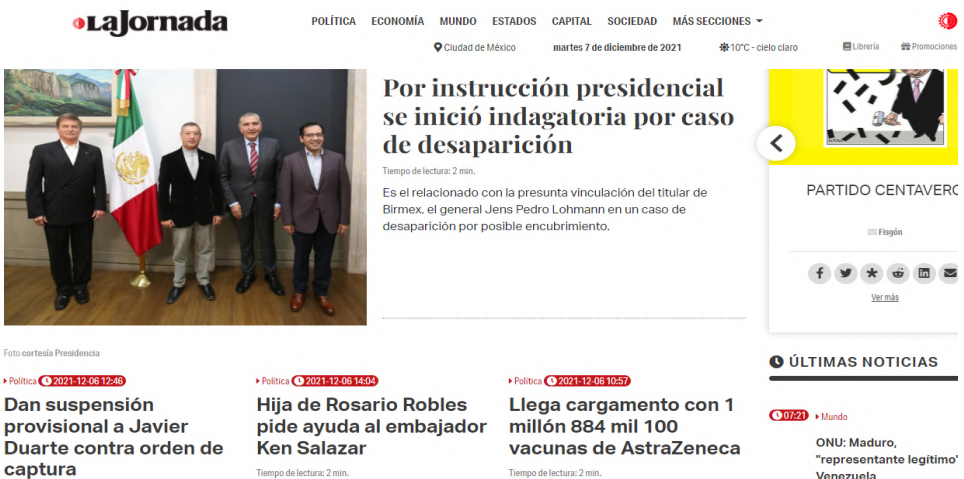 La Jornada
POLÍTICA ECONOMÍA MUNDO ESTADOS CAPITAL SOCIEDAD MÁS SECCIONES
Ciudad de México martes 7 de diciembre de 2021 10°C - cielo claro Librería Promociones
Por instrucción presidencial
se inició indagatoria por caso
de desaparición
Tiempo de lectura: 2 min.
Es el relacionado con la presunta vinculación del titular de
Birmex, el general Jens Pedro Lohmann en un caso de
desaparición por posible encubrimiento.
Foto cortesía Presidencia
PARTIDO CENTAVERO
Fisgón
Ver más
Política 2021-12-06 12:46
Dan suspensión
provisional a Javier
Duarte contra orden de
captura
Política 2021-12-06 14:04
Hija de Rosario Robles
pide ayuda al embajador
Ken Salazar
Tiempo de lectura: 2 min.
Política 2021-12-06 10:57
Llega cargamento con 1
millón 884 mil 100
vacunas de AstraZeneca
Tiempo de lectura: 2 min.
ÚLTIMAS NOTICIAS
07:21 Mundo
ONU: Maduro,
"representante legítimo"
Venezuela